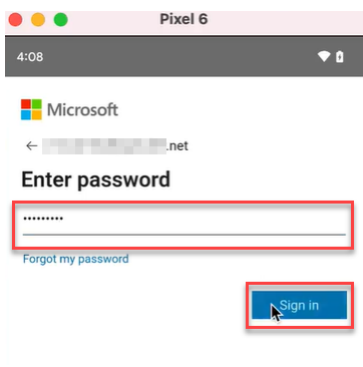 Pixel 6
4:08
Microsoft
← .net
Enter password
•••••••••
Forgot my password
Sign in